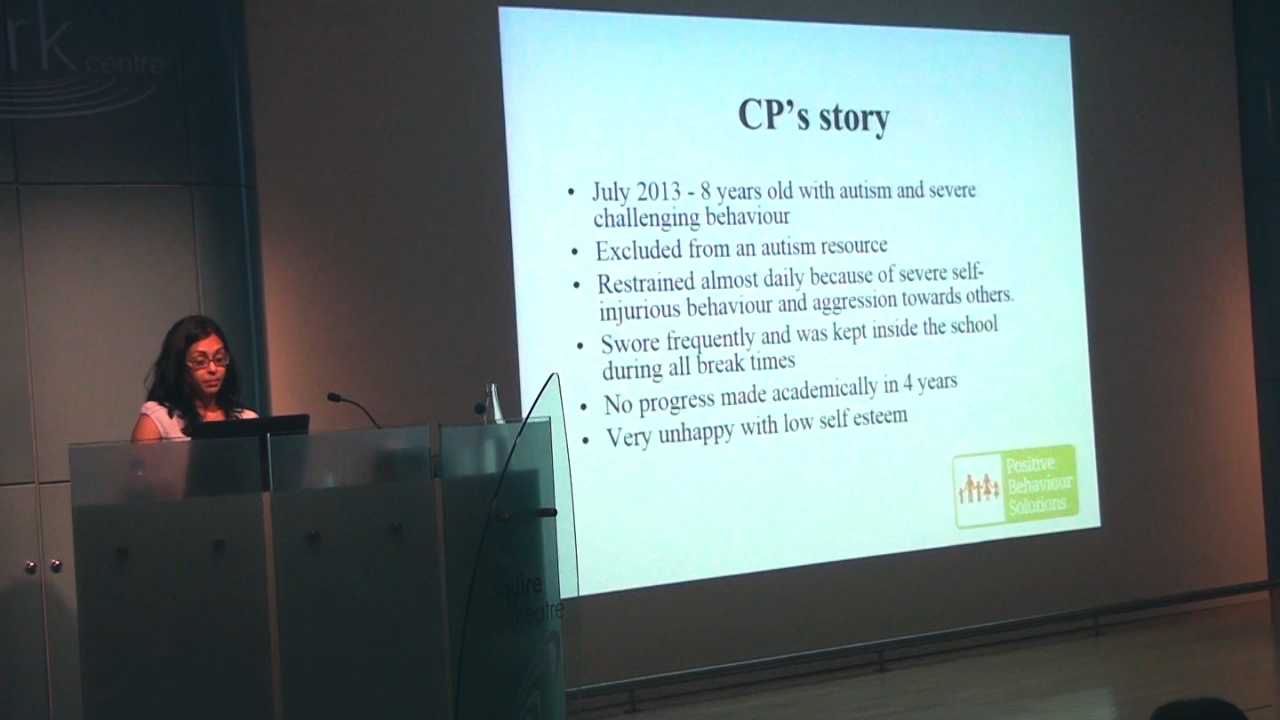 rk centre
CP's story
• July 2013 - 8 years old with autism and severe
challenging behaviour
• Excluded from an autism resource
• Restrained almost daily because of severe self-
injurious behaviour and aggression towards others.
• Swore frequently and was kept inside the school
during all break times
• No progress made academically in 4 years
• Very unhappy with low self esteem
Positive
Behaviour
Solutions
quire
theatre